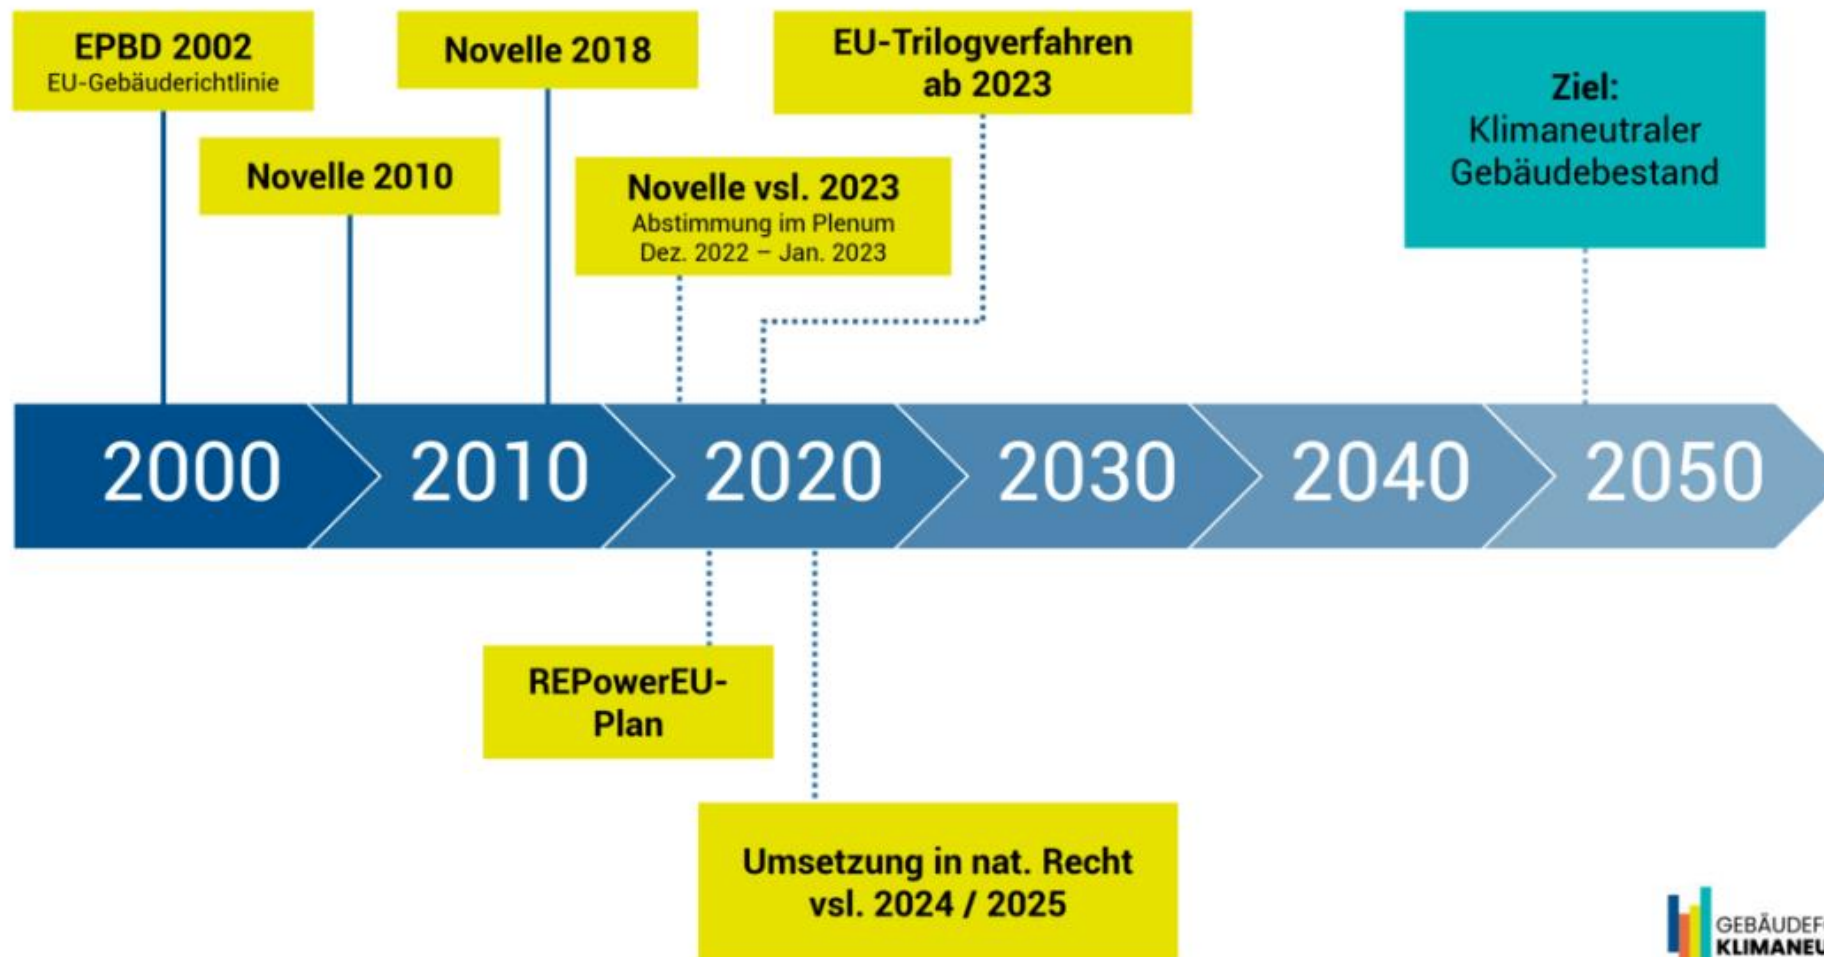 EPBD 2002
EU-Gebäuderichtlinie
Novelle 2010
Novelle 2018
Novelle vsl. 2023
Abstimmung im Plenum
Dez. 2022 – Jan. 2023
EU-Trilogverfahren
ab 2023
Ziel:
Klimaneutraler
Gebäudebestand
2000
2010
2020
2030
2040
2050
REPowerEU-
Plan
Umsetzung in nat. Recht
vsl. 2024 / 2025